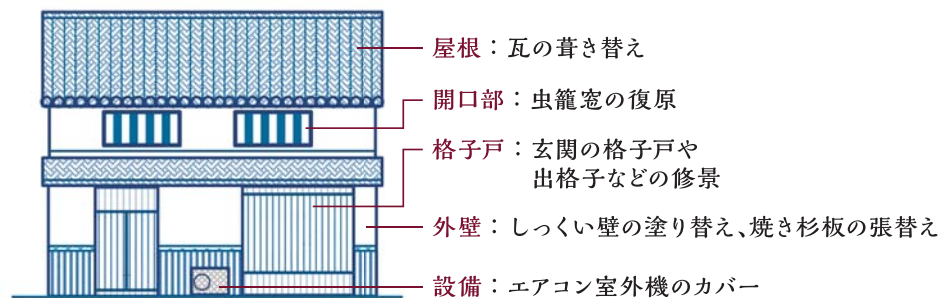 屋根：瓦の葺き替え
開口部：虫籠窓の復原
格子戸：玄関の格子戸や
出格子などの修景
外壁：しっくい壁の塗り替え、焼き杉板の張替え
設備：エアコン室外機のカバー